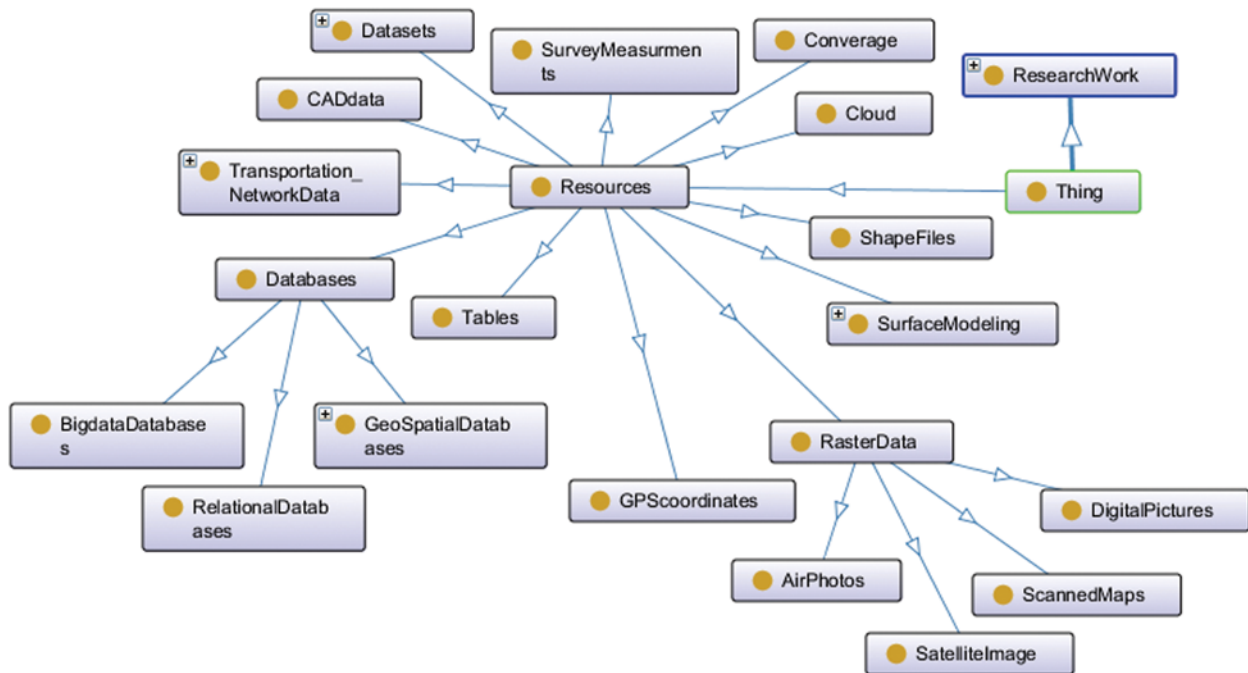 Datasets
SurveyMeasurmen
ts
Converage
ResearchWork
CADdata
Cloud
Transportation_
NetworkData
Resources
Thing
ShapeFiles
Databases
Tables
SurfaceModeling
BigdataDatabase
s
GeoSpatialDatab
ases
RasterData
RelationalDatab
ases
GPScoordinates
DigitalPictures
AirPhotos
ScannedMaps
SatelliteImage